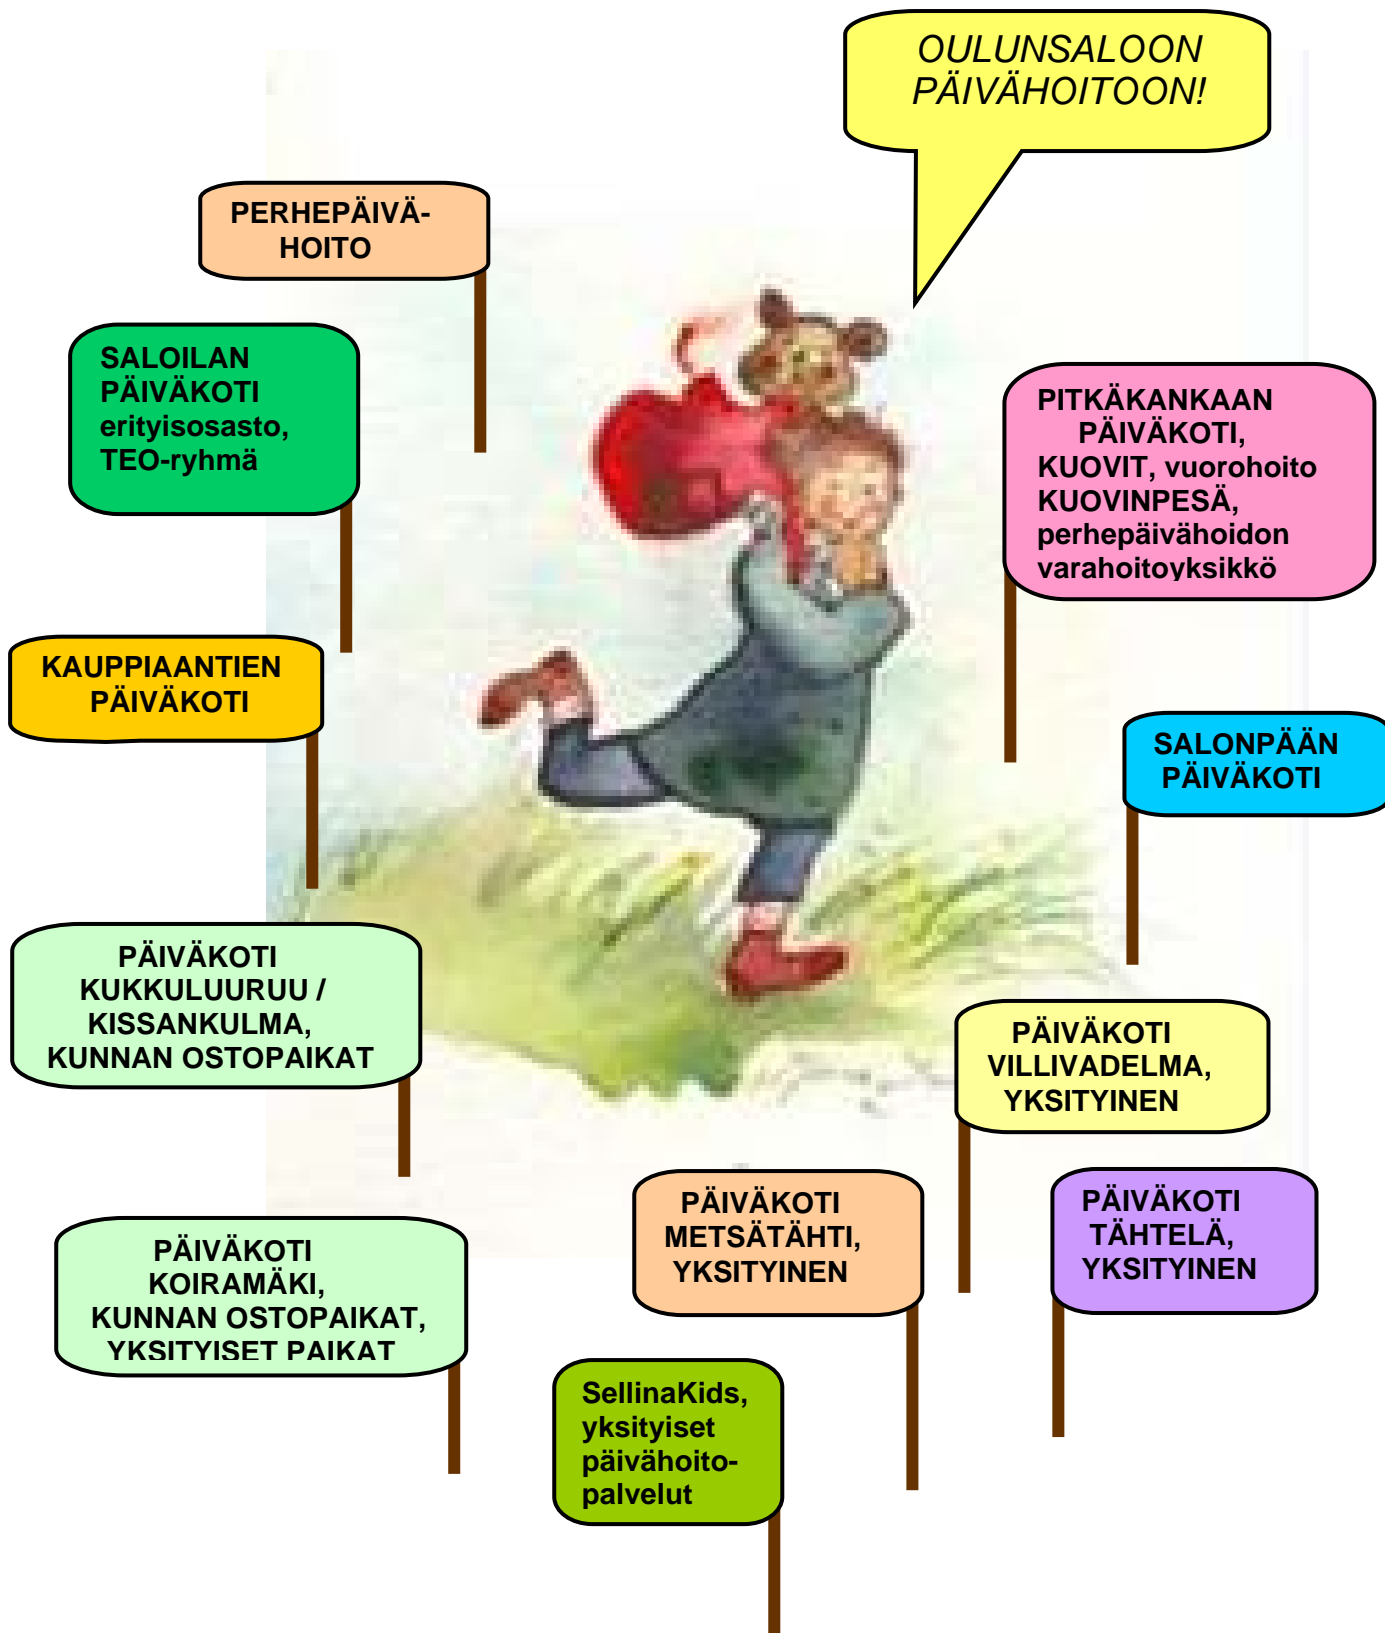 OULUNSALOON
PÄIVÄHOITOON!
PERHEPÄIVÄ-
HOITO
SALOILAN
PÄIVÄKOTI
erityisosasto,
TEO-ryhmä
PITKÄKANKAAN
PÄIVÄKOTI,
KUOVIT, vuorohoito
KUOVINPESÄ,
perhepäivähoidon
varahoitoyksikkö
KAUPPIAANTIEN
PÄIVÄKOTI
SALONPÄÄN
PÄIVÄKOTI
PÄIVÄKOTI
KUKKULUURUU /
KISSANKULMA,
KUNNAN OSTOPAIKAT
PÄIVÄKOTI
VILLIVADELMA,
YKSITYINEN
PÄIVÄKOTI
METSÄTÄHTI,
YKSITYINEN
PÄIVÄKOTI
TÄHTELÄ,
YKSITYINEN
PÄIVÄKOTI
KOIRAMÄKI,
KUNNAN OSTOPAIKAT,
YKSITYISET PAIKAT
SellinaKids,
yksityiset
päivähoito-
palvelut